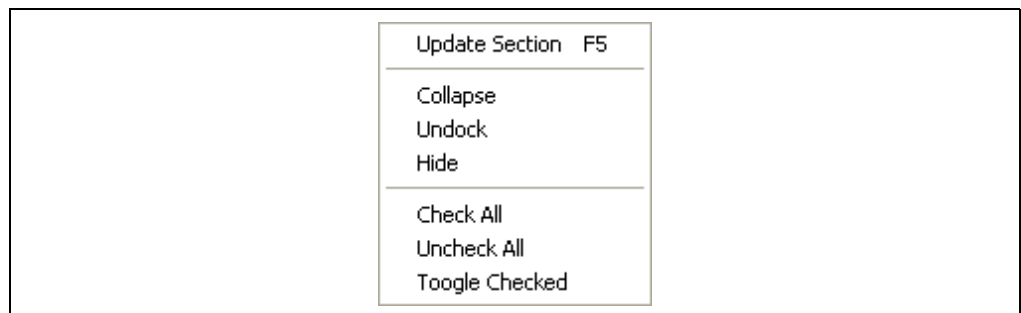 Update Section F5
Collapse
Undock
Hide
Check All
Uncheck All
Toogle Checked